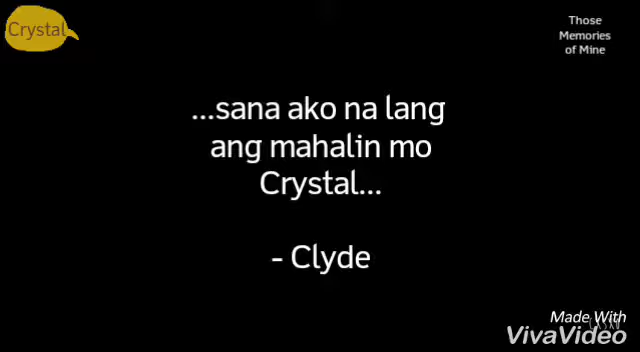 Crystal
Those
Memories
of Mine
...sana ako na lang
ang mahalin mo
Crystal...
- Clyde
Made With
VivaVideo